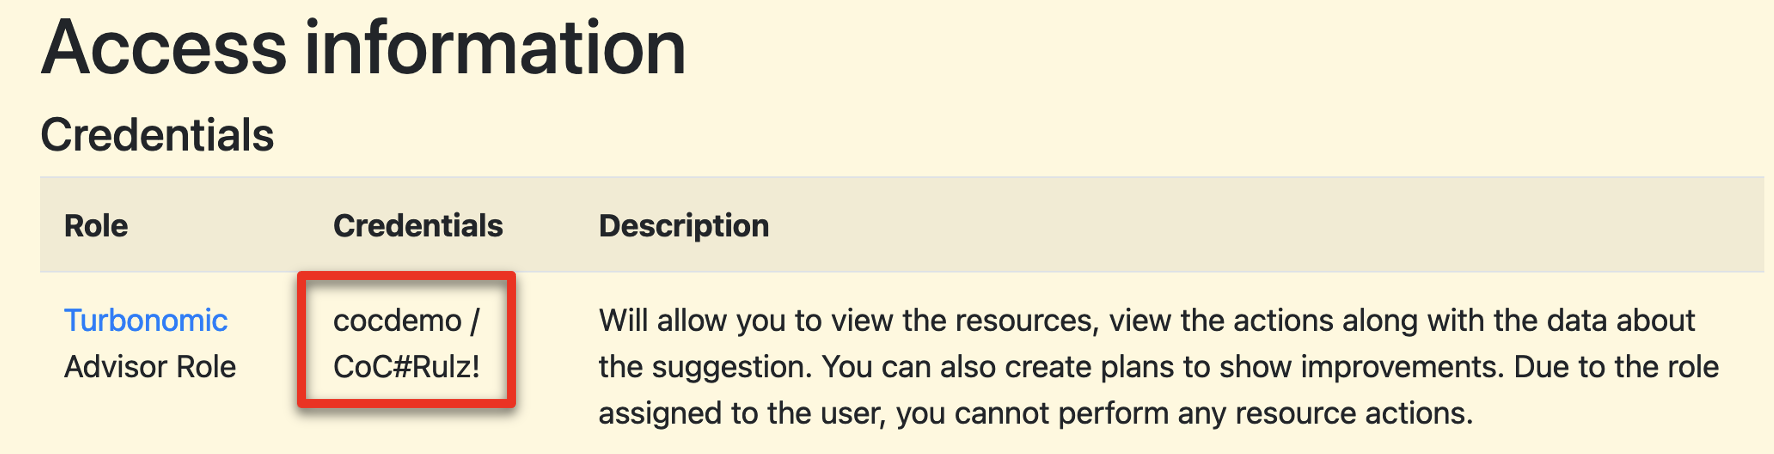 Access information
Credentials
Role Credentials Description
Turbonomic cocdemo / Will allow you to view the resources, view the actions along with the data about
Advisor Role CoC#Rulz! the suggestion. You can also create plans to show improvements. Due to the role
assigned to the user, you cannot perform any resource actions.